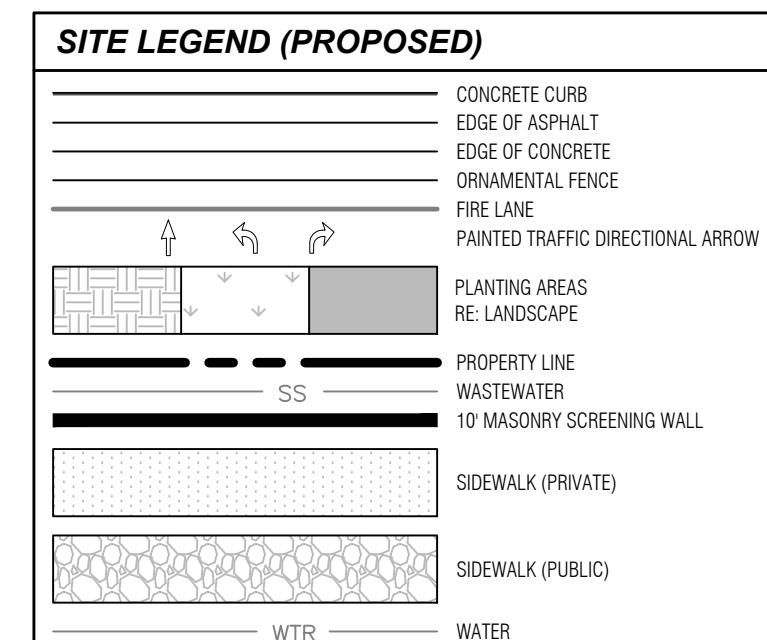 SITE LEGEND (PROPOSED)
CONCRETE CURB
EDGE OF ASPHALT
EDGE OF CONCRETE
ORNAMENTAL FENCE
FIRE LANE
PAINTED TRAFFIC DIRECTIONAL ARROW
PLANTING AREAS
RE: LANDSCAPE
PROPERTY LINE
SS WASTEWATER
10' MASONRY SCREENING WALL
SIDEWALK (PRIVATE)
SIDEWALK (PUBLIC)
WTR WATER